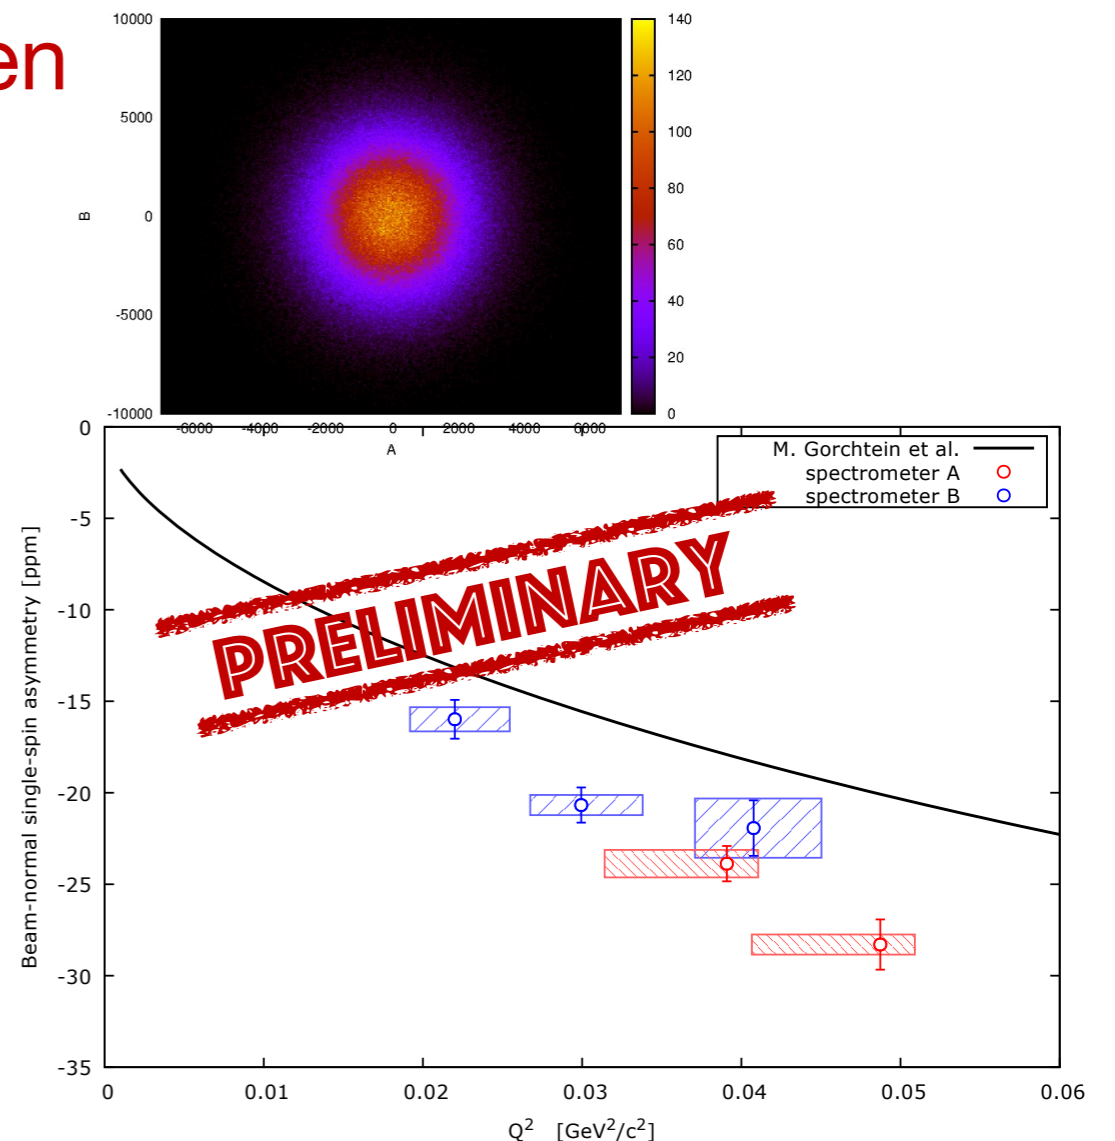 en
10000
5000
0
-5000
-10000
B
-6000 -4000 -2000 0 2000 4000 6000
A
140
120
100
80
60
40
20
0
M. Gorchtein et al.
spectrometer A
spectrometer B
PRELIMINARY
0
-5
-10
-15
-20
-25
-30
-35
Beam-normal single-spin asymmetry [ppm]
0 0.01 0.02 0.03 0.04 0.05 0.06
Q² [GeV²/c²]